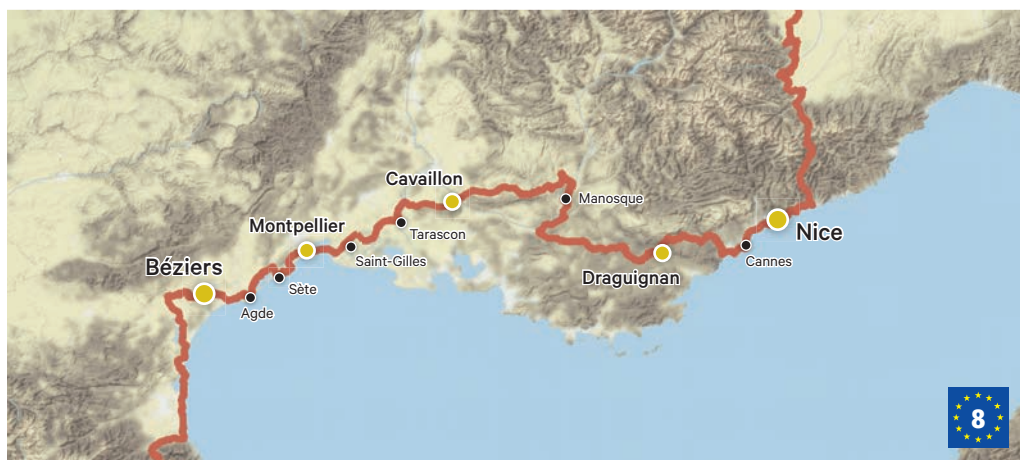 Cavaillon
Manosque
Montpellier
Tarascon
Nice
Saint-Gilles
Cannes
Béziers
Draguignan
Sète
Agde
8